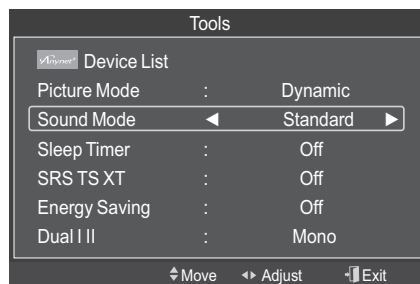 Tools
Anynet+ Device List
Picture Mode : Dynamic
Sound Mode ◄ Standard ►
Sleep Timer : Off
SRS TS XT : Off
Energy Saving : Off
Dual I II : Mono
Move Adjust Exit